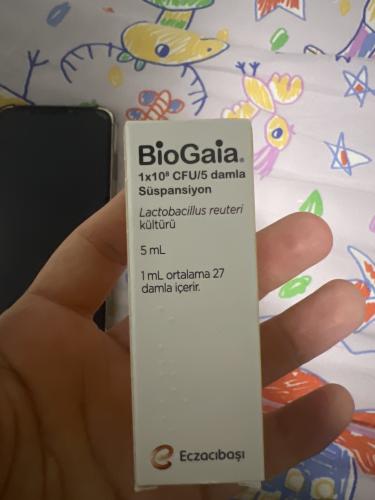 BioGaia®
1x10⁸ CFU/5 damla
Süspansiyon
Lactobacillus reuteri
kültürü
5 mL
1 mL ortalama 27
damla içerir.
Eczacıbaşı